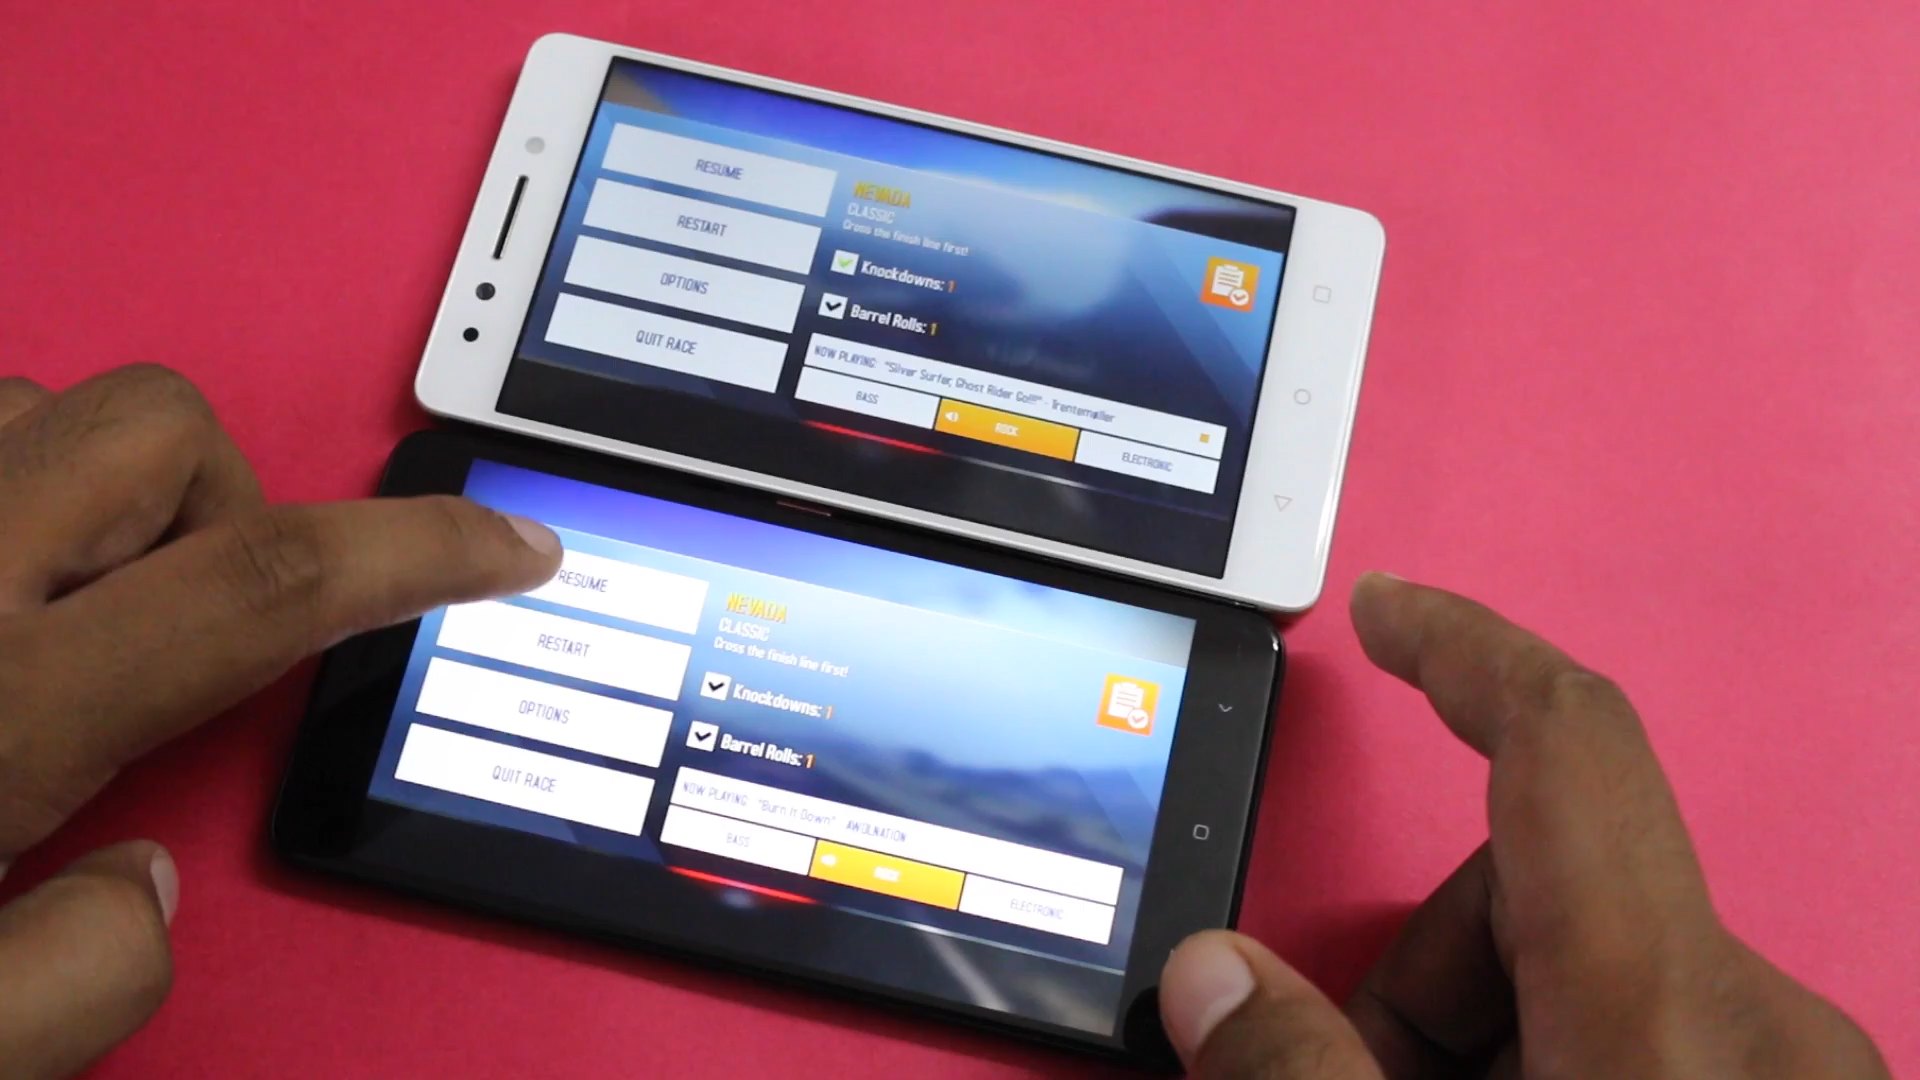 RESUME
RESTART
OPTIONS
QUIT RACE
NEVADA
CLASSIC
Cross the finish line first!
Knockdowns: 1
Barrel Rolls: 1
NOW PLAYING: "Silver Surfer, Ghost Rider Go!!!" - Trentemøller
BASS
ROCK
ELECTRONIC
RESUME
RESTART
OPTIONS
QUIT RACE
NEVADA
CLASSIC
Cross the finish line first!
Knockdowns: 1
Barrel Rolls: 1
NOW PLAYING: "Burn It Down" - AWOLNATION
BASS
ROCK
ELECTRONIC